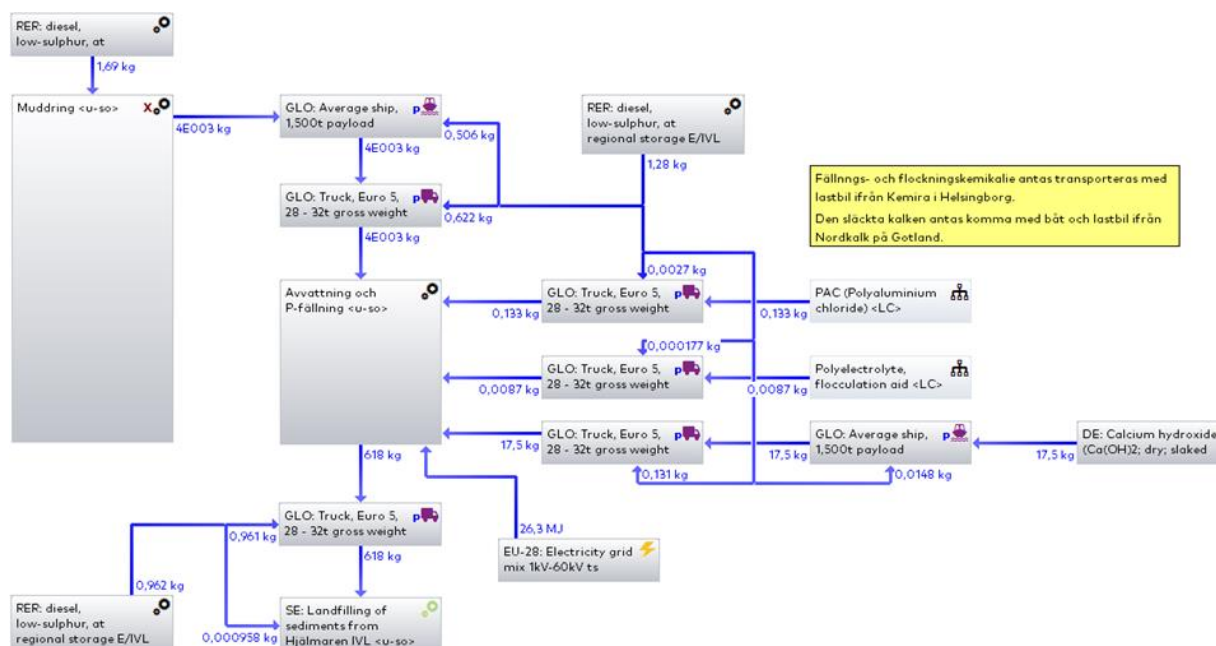 RER: diesel,
low-sulphur, at
1,69 kg
Muddring <u-so>
4E003 kg
GLO: Average ship,
1,500t payload
p
0,506 kg
4E003 kg
GLO: Truck, Euro 5,
28 - 32t gross weight
p
0,622 kg
4E003 kg
RER: diesel,
low-sulphur, at
regional storage E/IVL
1,28 kg
Fällnngs- och flockningskemikalie antas transporteras med
lastbil ifrån Kemira i Helsingborg.
Den släckta kalken antas komma med båt och lastbil ifrån
Nordkalk på Gotland.
Avvattning och
P-fällning <u-so>
0,0027 kg
GLO: Truck, Euro 5,
28 - 32t gross weight
p
0,133 kg
PAC (Polyaluminium
chloride) <LC>
0,133 kg
0,000177 kg
GLO: Truck, Euro 5,
28 - 32t gross weight
p
0,0087 kg
Polyelectrolyte,
flocculation aid <LC>
0,0087 kg
GLO: Truck, Euro 5,
28 - 32t gross weight
p
17,5 kg
0,131 kg
GLO: Average ship,
1,500t payload
p
17,5 kg
0,0148 kg
DE: Calcium hydroxide
(Ca(OH)2; dry; slaked
17,5 kg
618 kg
GLO: Truck, Euro 5,
28 - 32t gross weight
p
0,961 kg
618 kg
26,3 MJ
EU-28: Electricity grid
mix 1kV-60kV ts
0,962 kg
RER: diesel,
low-sulphur, at
regional storage E/IVL
0,000958 kg
SE: Landfilling of
sediments from
Hjälmaren IVL <u-so>